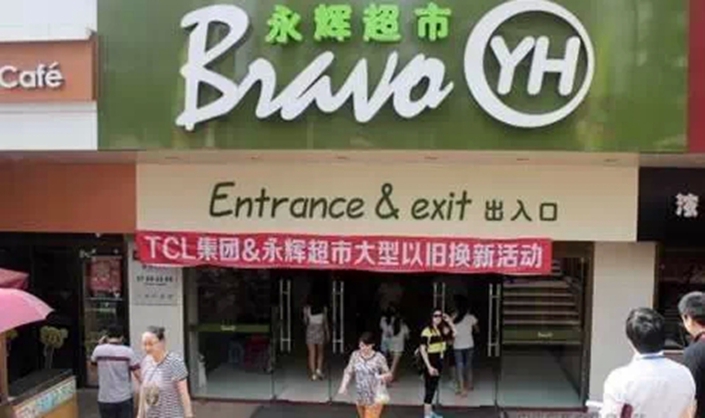 永辉超市
Bravo YH
Café
Entrance & exit 出入口
TCL集团&永辉超市大型以旧换新活动